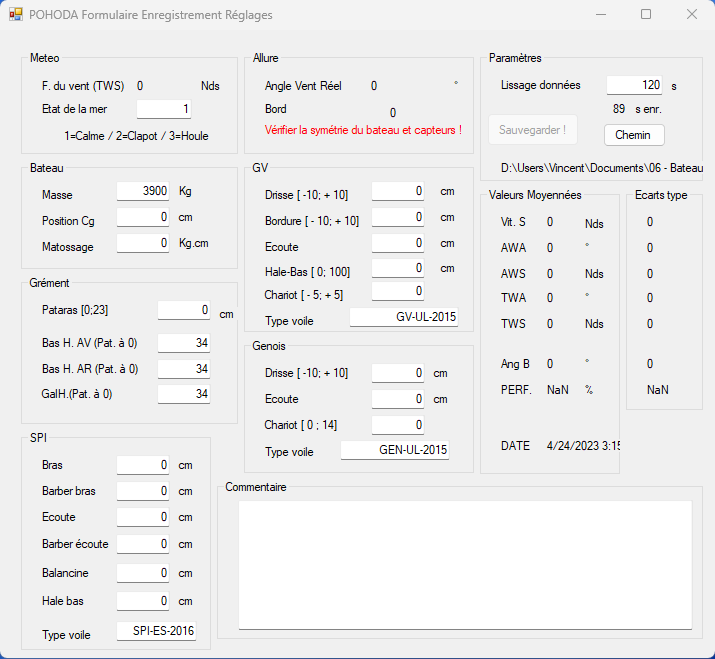 POHODA Formulaire Enregistrement Réglages
Meteo
F. du vent (TWS) 0 Nds
Etat de la mer 1
1=Calme / 2=Clapot / 3=Houle
Allure
Angle Vent Réel 0 °
Bord 0
Vérifier la symétrie du bateau et capteurs !
Paramètres
Lissage données 120 s
89 s enr.
Sauvegarder ! Chemin
D:\Users\Vincent\Documents\06 - Bateau
Bateau
Masse 3900 Kg
Position Cg 0 cm
Matossage 0 Kg.cm
GV
Drisse [ -10; + 10] 0 cm
Bordure [ - 10; + 10] 0 cm
Ecoute 0 cm
Hale-Bas [ 0; 100] 0 cm
Chariot [ - 5; + 5] 0
Type voile GV-UL-2015
Valeurs Moyennées
Vit. S 0 Nds
AWA 0 °
AWS 0 Nds
TWA 0 °
TWS 0 Nds
Ang B 0 °
PERF. NaN %
DATE 4/24/2023 3:15
Ecarts type
0
0
0
0
0
0
NaN
Grément
Pataras [0;23] 0 cm
Bas H. AV (Pat. à 0) 34
Bas H. AR (Pat. à 0) 34
GalH.(Pat. à 0) 34
Genois
Drisse [ -10; + 10] 0 cm
Ecoute 0 cm
Chariot [ 0 ; 14] 0
Type voile GEN-UL-2015
SPI
Bras 0 cm
Barber bras 0 cm
Ecoute 0 cm
Barber écoute 0 cm
Balancine 0 cm
Hale bas 0 cm
Type voile SPI-ES-2016
Commentaire